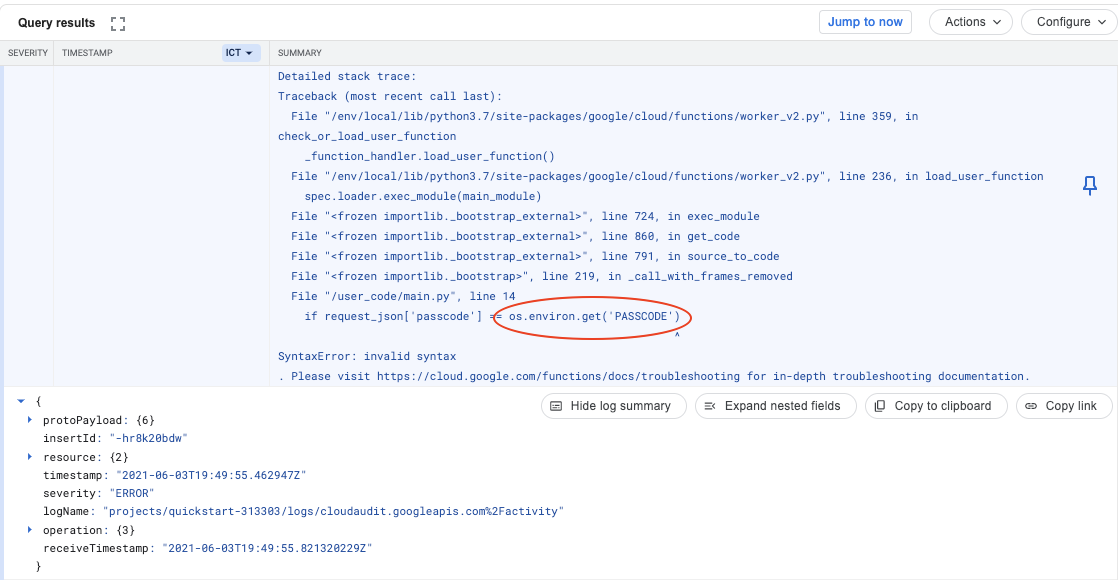 Query results
Jump to now
Actions
Configure
SEVERITY TIMESTAMP ICT SUMMARY
Detailed stack trace:
Traceback (most recent call last):
File "/env/local/lib/python3.7/site-packages/google/cloud/functions/worker_v2.py", line 359, in
check_or_load_user_function
_function_handler.load_user_function()
File "/env/local/lib/python3.7/site-packages/google/cloud/functions/worker_v2.py", line 236, in load_user_function
spec.loader.exec_module(main_module)
File "<frozen importlib._bootstrap_external>", line 724, in exec_module
File "<frozen importlib._bootstrap_external>", line 860, in get_code
File "<frozen importlib._bootstrap_external>", line 791, in source_to_code
File "<frozen importlib._bootstrap>", line 219, in _call_with_frames_removed
File "/user_code/main.py", line 14
if request_json['passcode'] == os.environ.get('PASSCODE')
^
SyntaxError: invalid syntax
. Please visit https://cloud.google.com/functions/docs/troubleshooting for in-depth troubleshooting documentation.
Hide log summary
Expand nested fields
Copy to clipboard
Copy link
{
protoPayload: {6}
insertId: "-hr8k20bdw"
resource: {2}
timestamp: "2021-06-03T19:49:55.462947Z"
severity: "ERROR"
logName: "projects/quickstart-313303/logs/cloudaudit.googleapis.com%2Factivity"
operation: {3}
receiveTimestamp: "2021-06-03T19:49:55.821320229Z"
}